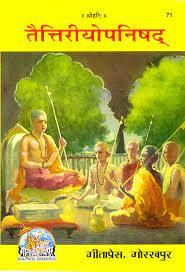 ॥ श्रीहरिः ॥
71
तैत्तिरीयोपनिषद्
गीताप्रेस, गोरखपुर